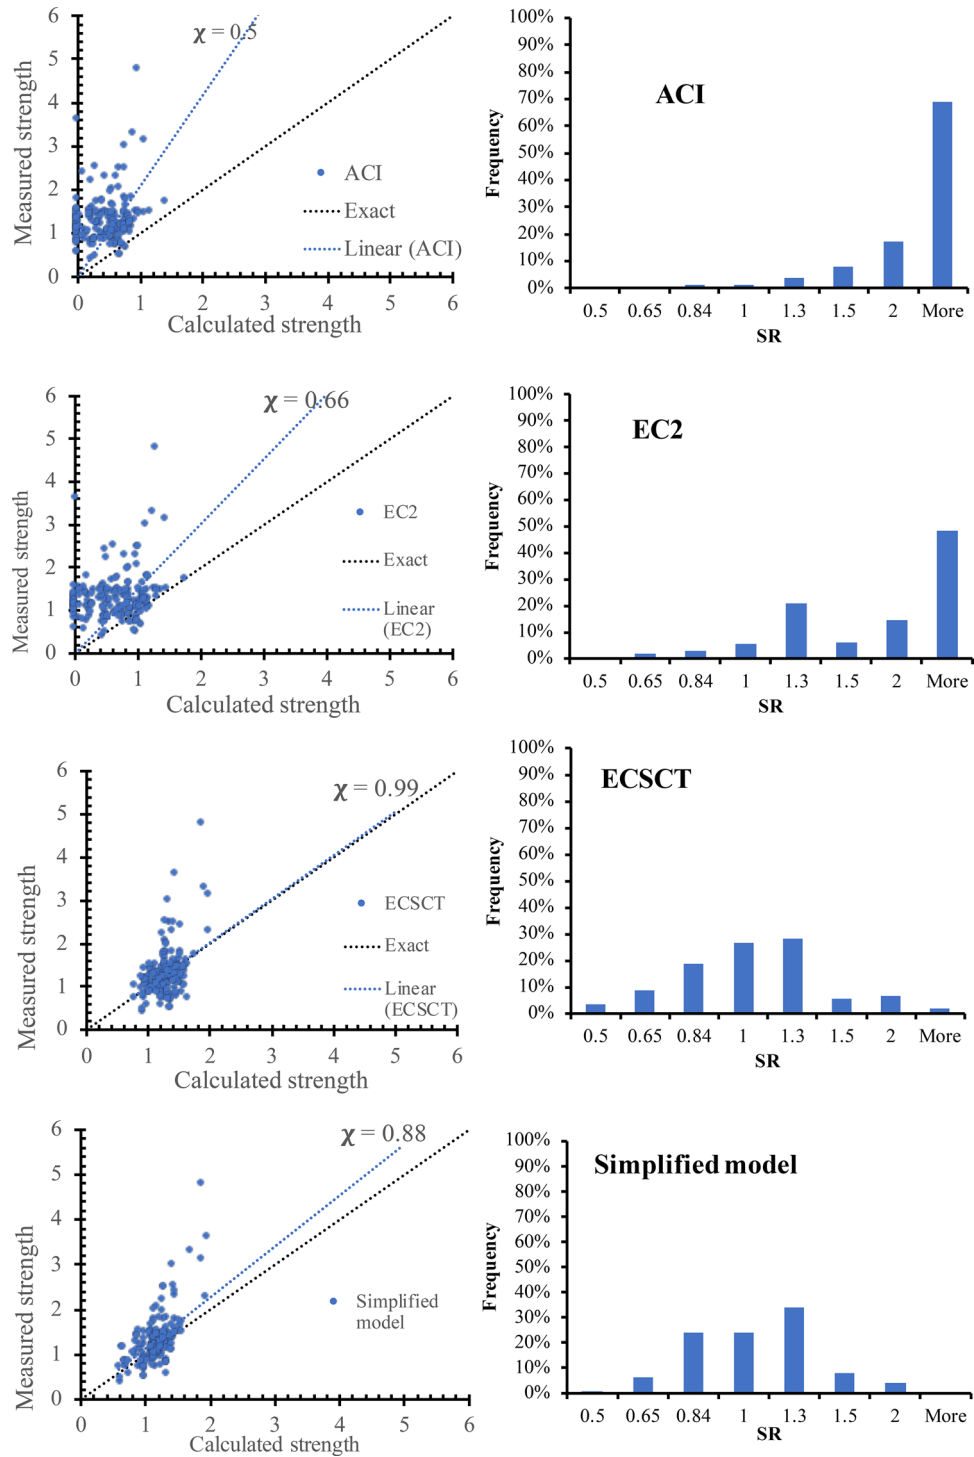 6
5
4
3
2
1
0
Measured strength
χ = 0.5
ACI
Exact
Linear (ACI)
0 1 2 3 4 5 6
Calculated strength
100%
90%
80%
70%
60%
50%
40%
30%
20%
10%
0%
Frequency
ACI
0.5 0.65 0.84 1 1.3 1.5 2 More
SR
6
5
4
3
2
1
0
Measured strength
χ = 0.66
EC2
Exact
Linear
(EC2)
0 1 2 3 4 5 6
Calculated strength
100%
90%
80%
70%
60%
50%
40%
30%
20%
10%
0%
Frequency
EC2
0.5 0.65 0.84 1 1.3 1.5 2 More
SR
6
5
4
3
2
1
0
Measured strength
χ = 0.99
ECSCT
Exact
Linear
(ECSCT)
0 1 2 3 4 5 6
Calculated strength
100%
90%
80%
70%
60%
50%
40%
30%
20%
10%
0%
Frequency
ECSCT
0.5 0.65 0.84 1 1.3 1.5 2 More
SR
6
5
4
3
2
1
0
Measured strength
χ = 0.88
Simplified
model
0 1 2 3 4 5 6
Calculated strength
100%
90%
80%
70%
60%
50%
40%
30%
20%
10%
0%
Frequency
Simplified model
0.5 0.65 0.84 1 1.3 1.5 2 More
SR